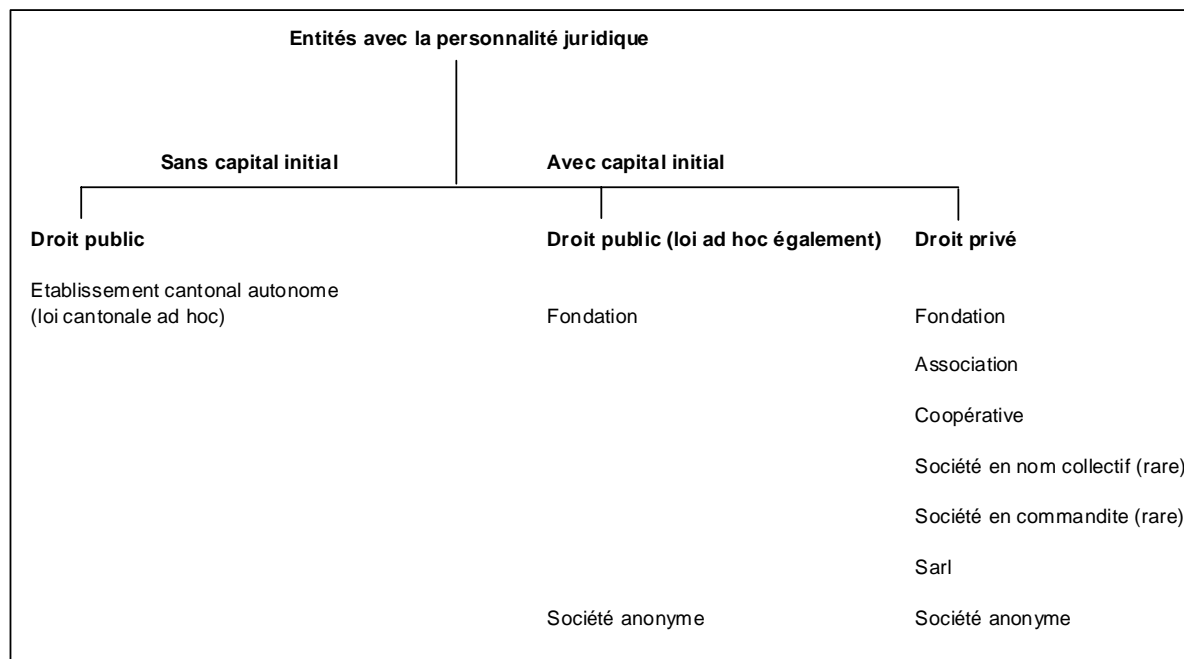 Entités avec la personnalité juridique
Sans capital initial
Avec capital initial
Droit public
Droit public (loi ad hoc également)
Droit privé
Etablissement cantonal autonome
(loi cantonale ad hoc)
Fondation
Fondation
Association
Coopérative
Société en nom collectif (rare)
Société en commandite (rare)
Sarl
Société anonyme
Société anonyme